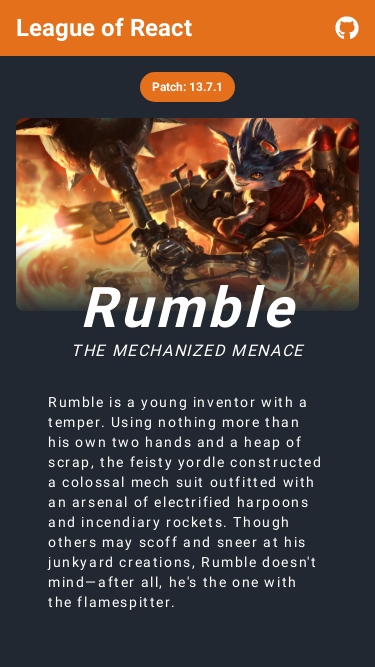 League of React
Patch: 13.7.1
Rumble
THE MECHANIZED MENACE
Rumble is a young inventor with a
temper. Using nothing more than
his own two hands and a heap of
scrap, the feisty yordle constructed
a colossal mech suit outfitted with
an arsenal of electrified harpoons
and incendiary rockets. Though
others may scoff and sneer at his
junkyard creations, Rumble doesn't
mind—after all, he's the one with
the flamespitter.